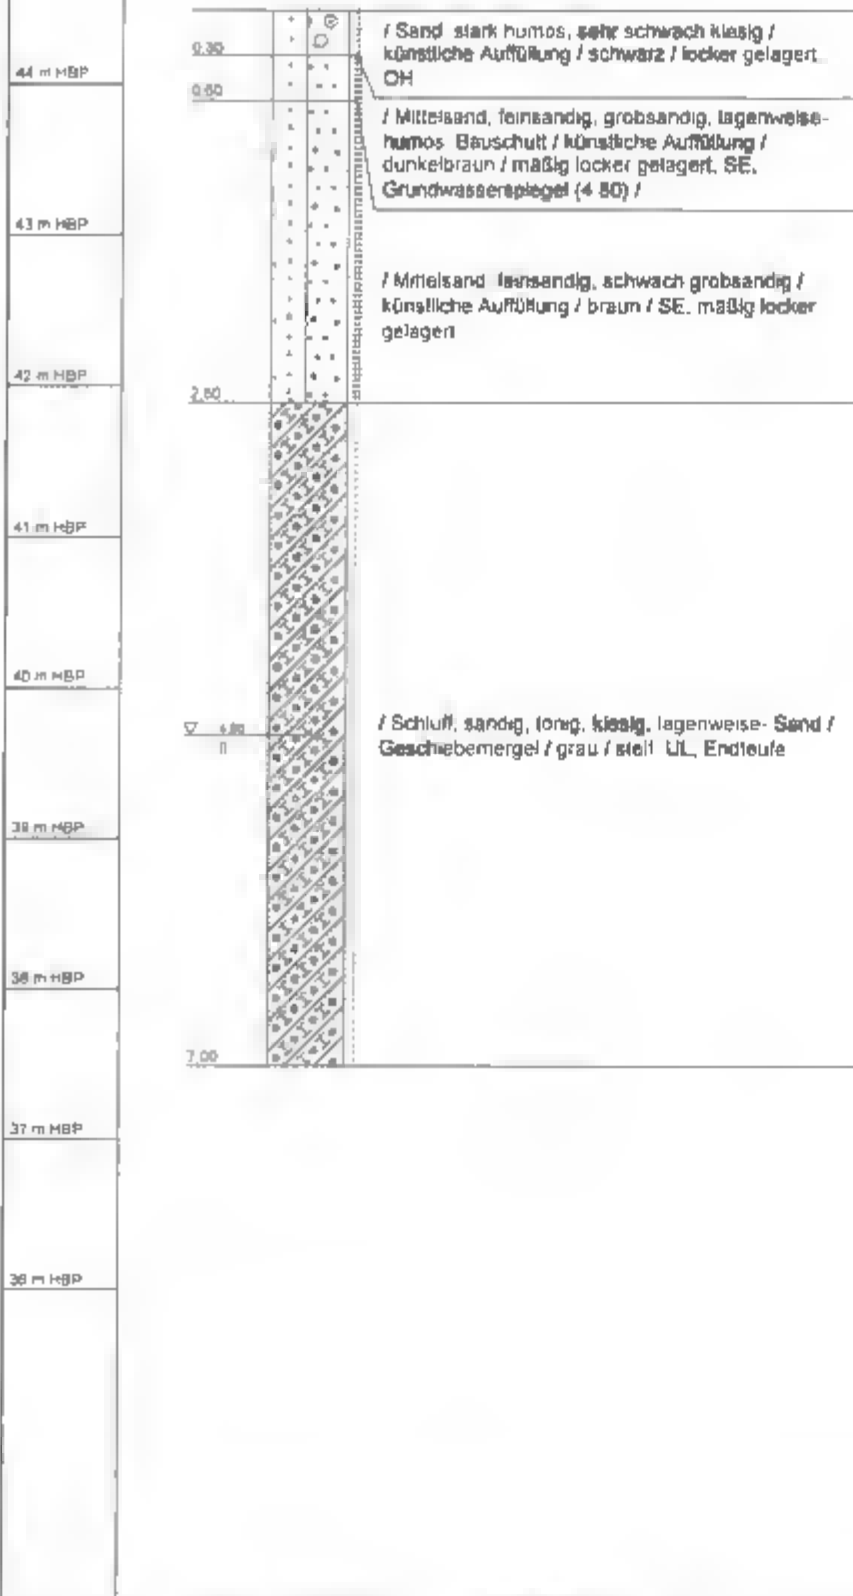 / Sand stark humos, sehr schwach kiesig /
künstliche Auffüllung / schwarz / locker gelagert
OH
0.30
44 m HBP
0.60
/ Mittelsand, feinsandig, grobsandig, lagenweise-
humos Bauschutt / künstliche Auffüllung /
dunkelbraun / mäßig locker gelagert, SE,
Grundwasserspiegel (4 80) /
43 m HBP
/ Mittelsand feinsandig, schwach grobsandig /
künstliche Auffüllung / braun / SE, mäßig locker
gelagert
42 m HBP
2,60
41 m HBP
40 m HBP
4.80
/ Schluff, sandig, tonig, kiesig, lagenweise- Sand /
Geschiebemergel / grau / steif UL, Endteufe
39 m HBP
38 m HBP
7,00
37 m HBP
36 m HBP